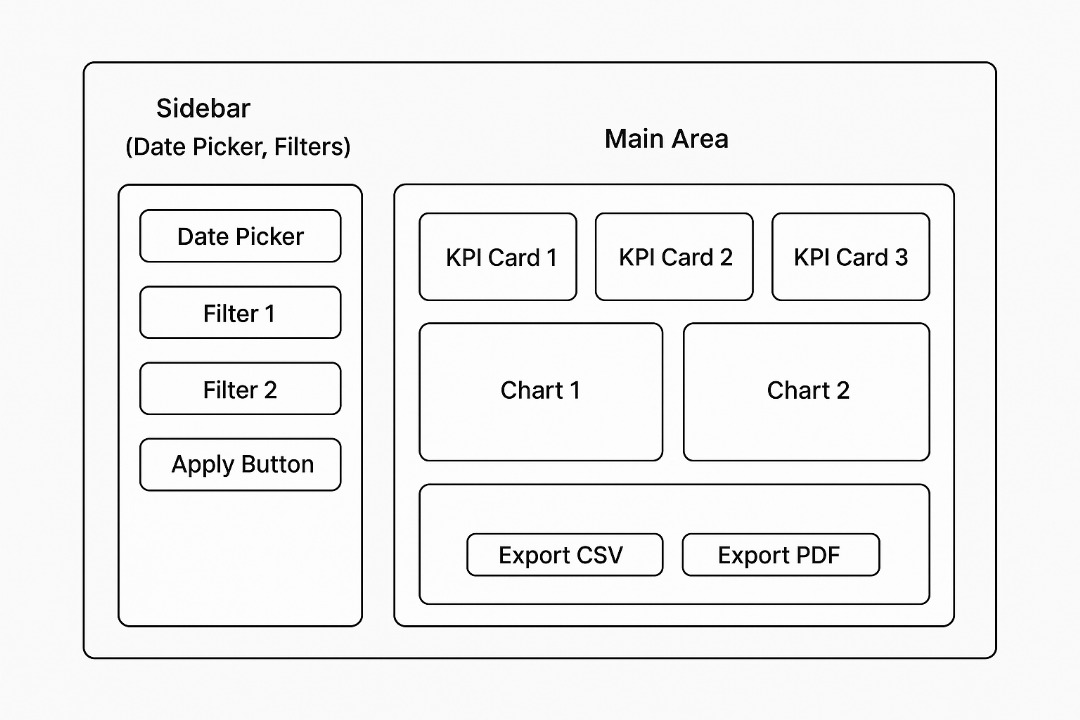 Sidebar
(Date Picker, Filters)
Date Picker
Filter 1
Filter 2
Apply Button
Main Area
KPI Card 1
KPI Card 2
KPI Card 3
Chart 1
Chart 2
Export CSV
Export PDF